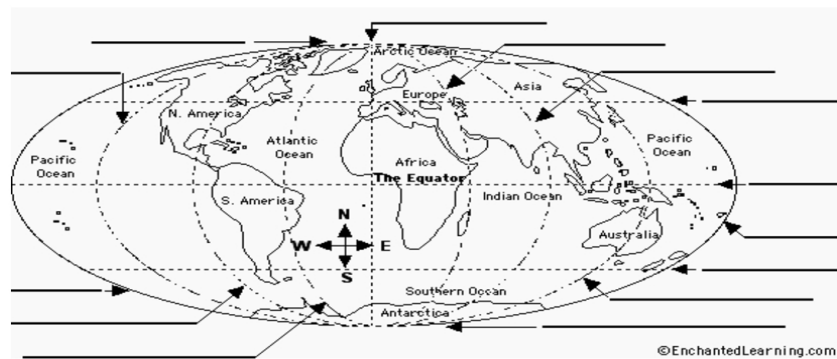 Arctic Ocean
Europe
Asia
N. America
Atlantic
Ocean
Pacific
Ocean
Pacific
Ocean
Africa
The Equator
S. America
Indian Ocean
N
W
E
S
Australia
Southern Ocean
Antarctica
©EnchantedLearning.com